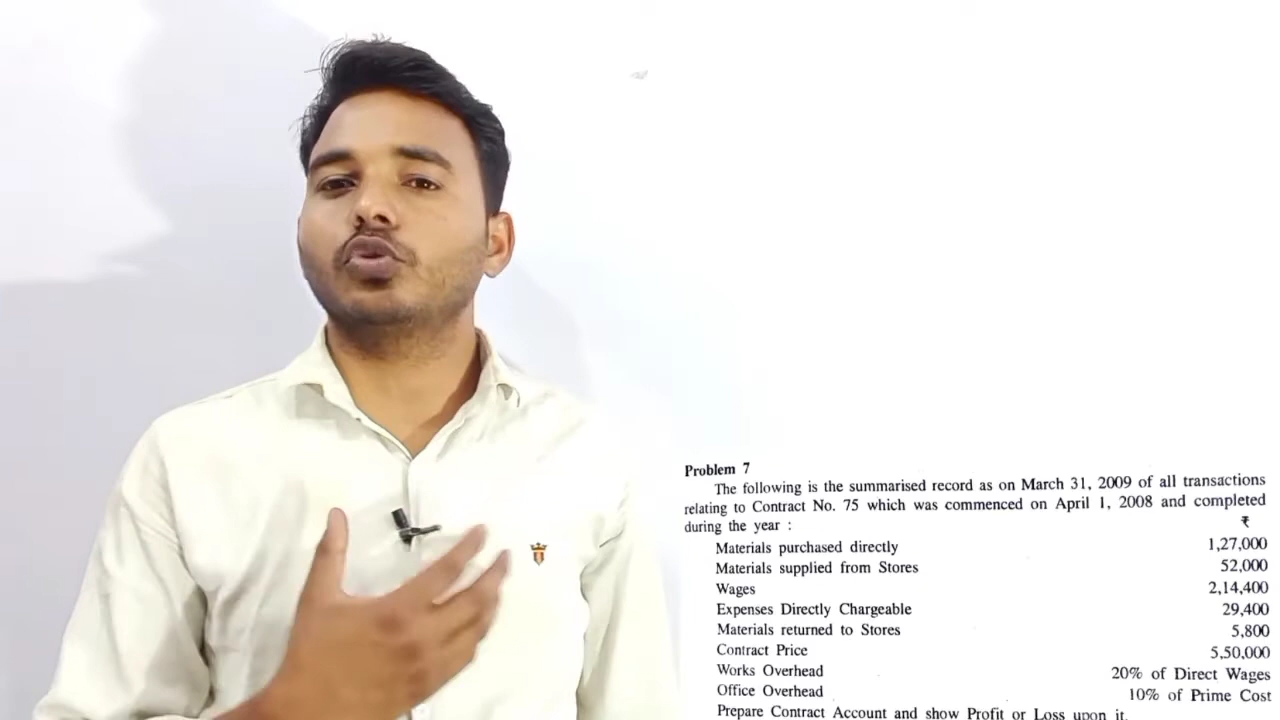 Problem 7
The following is the summarised record as on March 31, 2009 of all transactions
relating to Contract No. 75 which was commenced on April 1, 2008 and completed
during the year :
₹
Materials purchased directly 1,27,000
Materials supplied from Stores 52,000
Wages 2,14,400
Expenses Directly Chargeable 29,400
Materials returned to Stores 5,800
Contract Price 5,50,000
Works Overhead 20% of Direct Wages
Office Overhead 10% of Prime Cost
Prepare Contract Account and show Profit or Loss upon it.